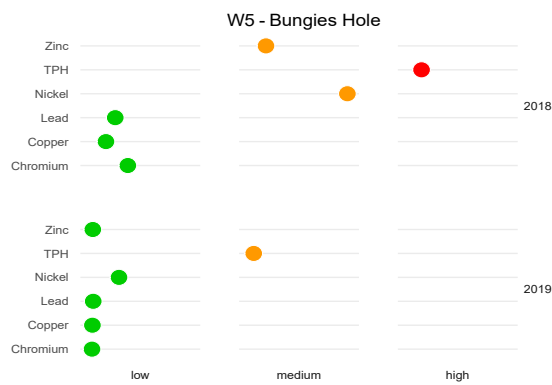 W5 - Bungies Hole
Zinc
TPH
Nickel
Lead
Copper
Chromium
2018
Zinc
TPH
Nickel
Lead
Copper
Chromium
2019
low medium high